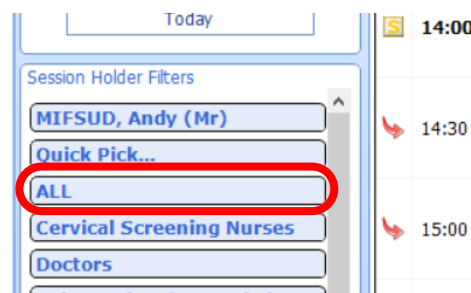 Today
Session Holder Filters
MIFSUD, Andy (Mr)
Quick Pick...
ALL
Cervical Screening Nurses
Doctors
S 14:00
14:30
15:00